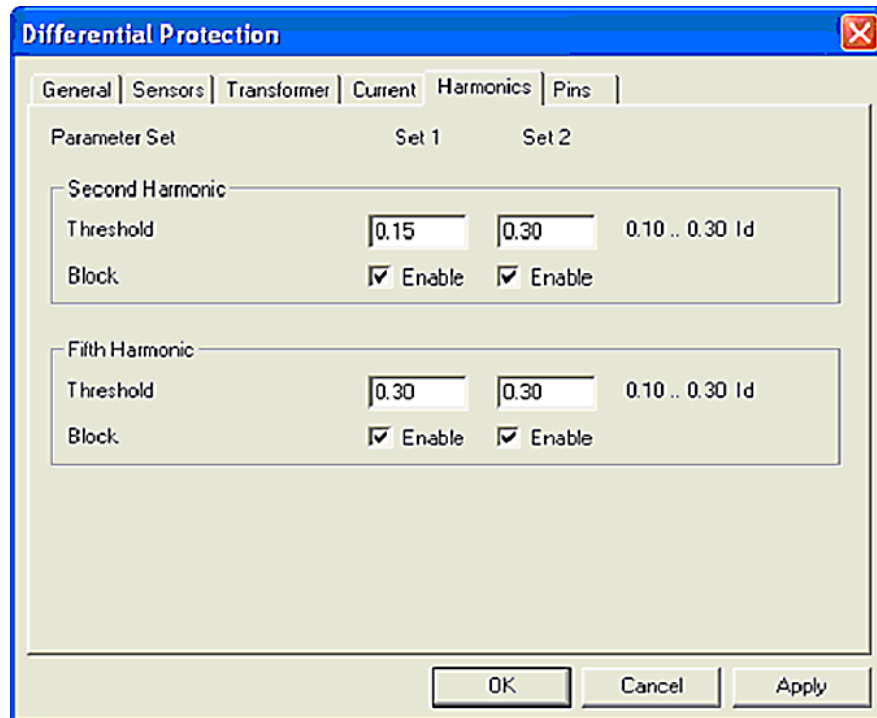 Differential Protection
General Sensors Transformer Current Harmonics Pins
Parameter Set Set 1 Set 2
Second Harmonic
Threshold 0.15 0.30 0.10 .. 0.30 Id
Block Enable Enable
Fifth Harmonic
Threshold 0.30 0.30 0.10 .. 0.30 Id
Block Enable Enable
OK Cancel Apply